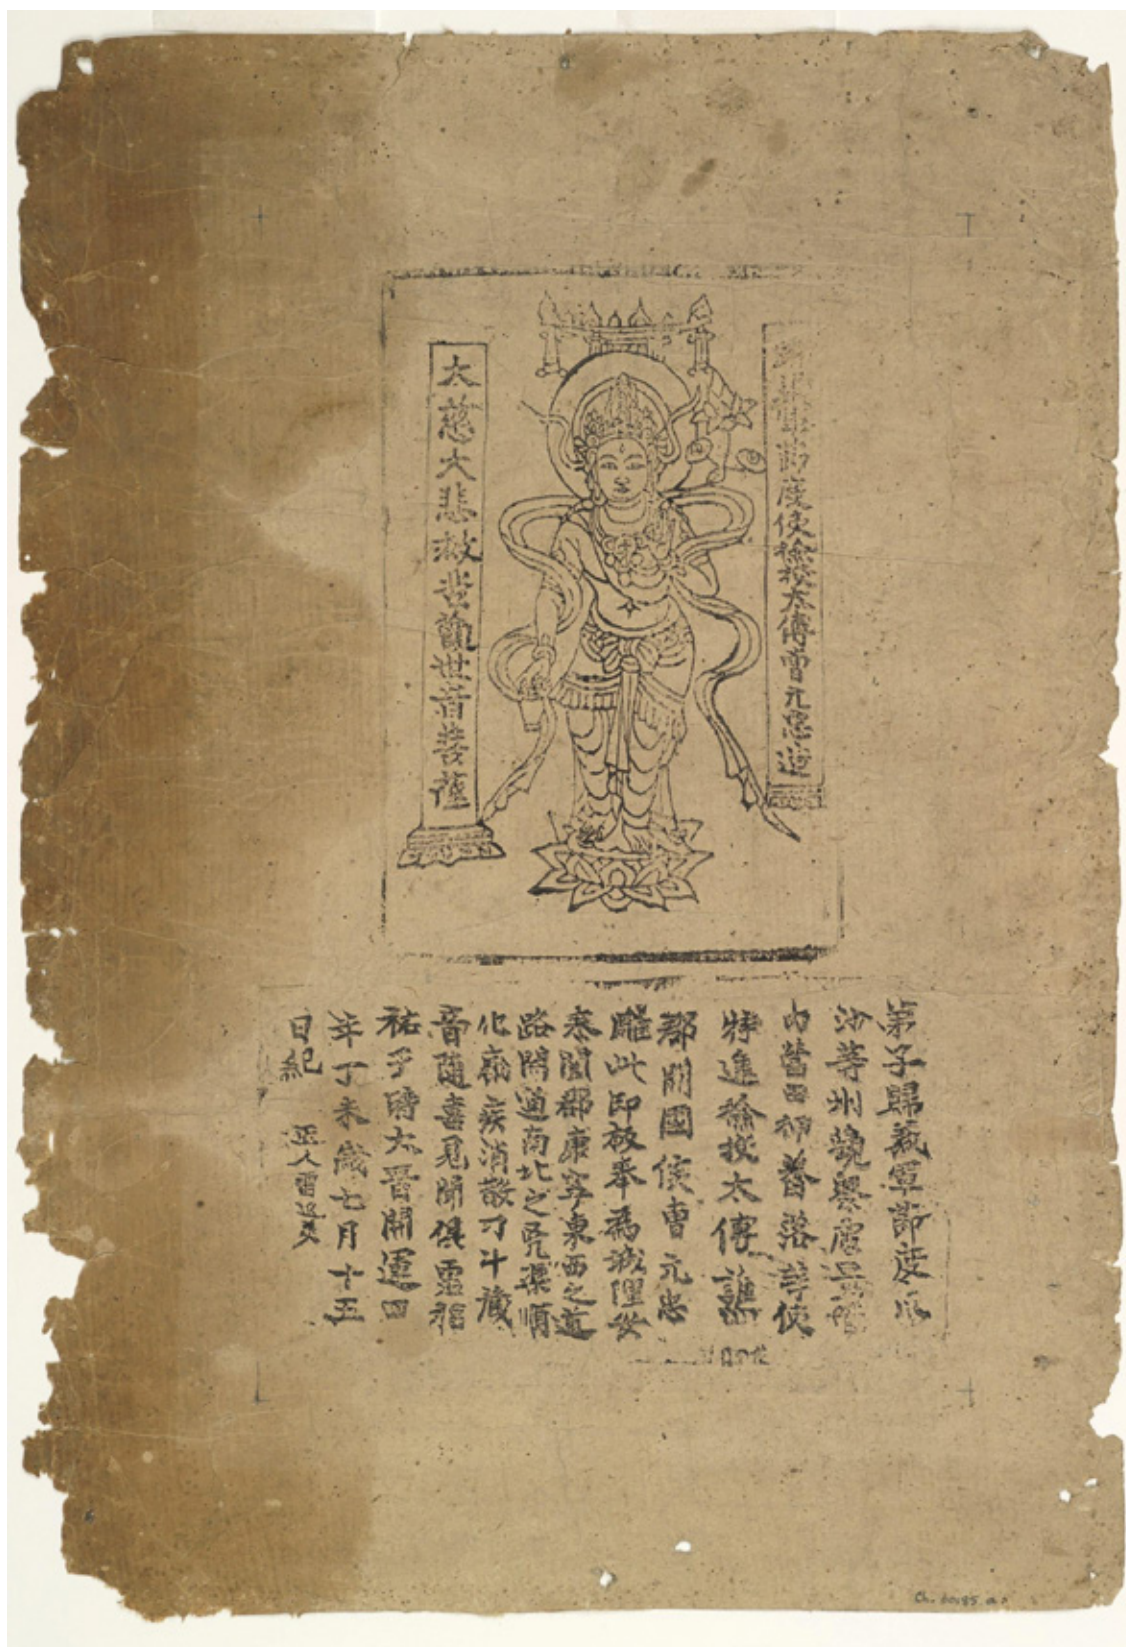 歸義軍節度使檢校太傅曹元忠造
大慈大悲救苦觀世音菩薩
弟子歸義軍節度瓜
沙等州觀察處置管
內營田押蕃落等使
特進檢校太傅譙
郡開國侯曹元忠
雕此印板奉為城隍安
泰闔郡康寧東西之道
路開通南北之兇渠順
化癘疾消散刁斗藏
音隨喜見聞俱霑福
祐于時大晉開運四
年丁未歲七月十五
日紀 匠人雷延美
Ch. 00185. a.